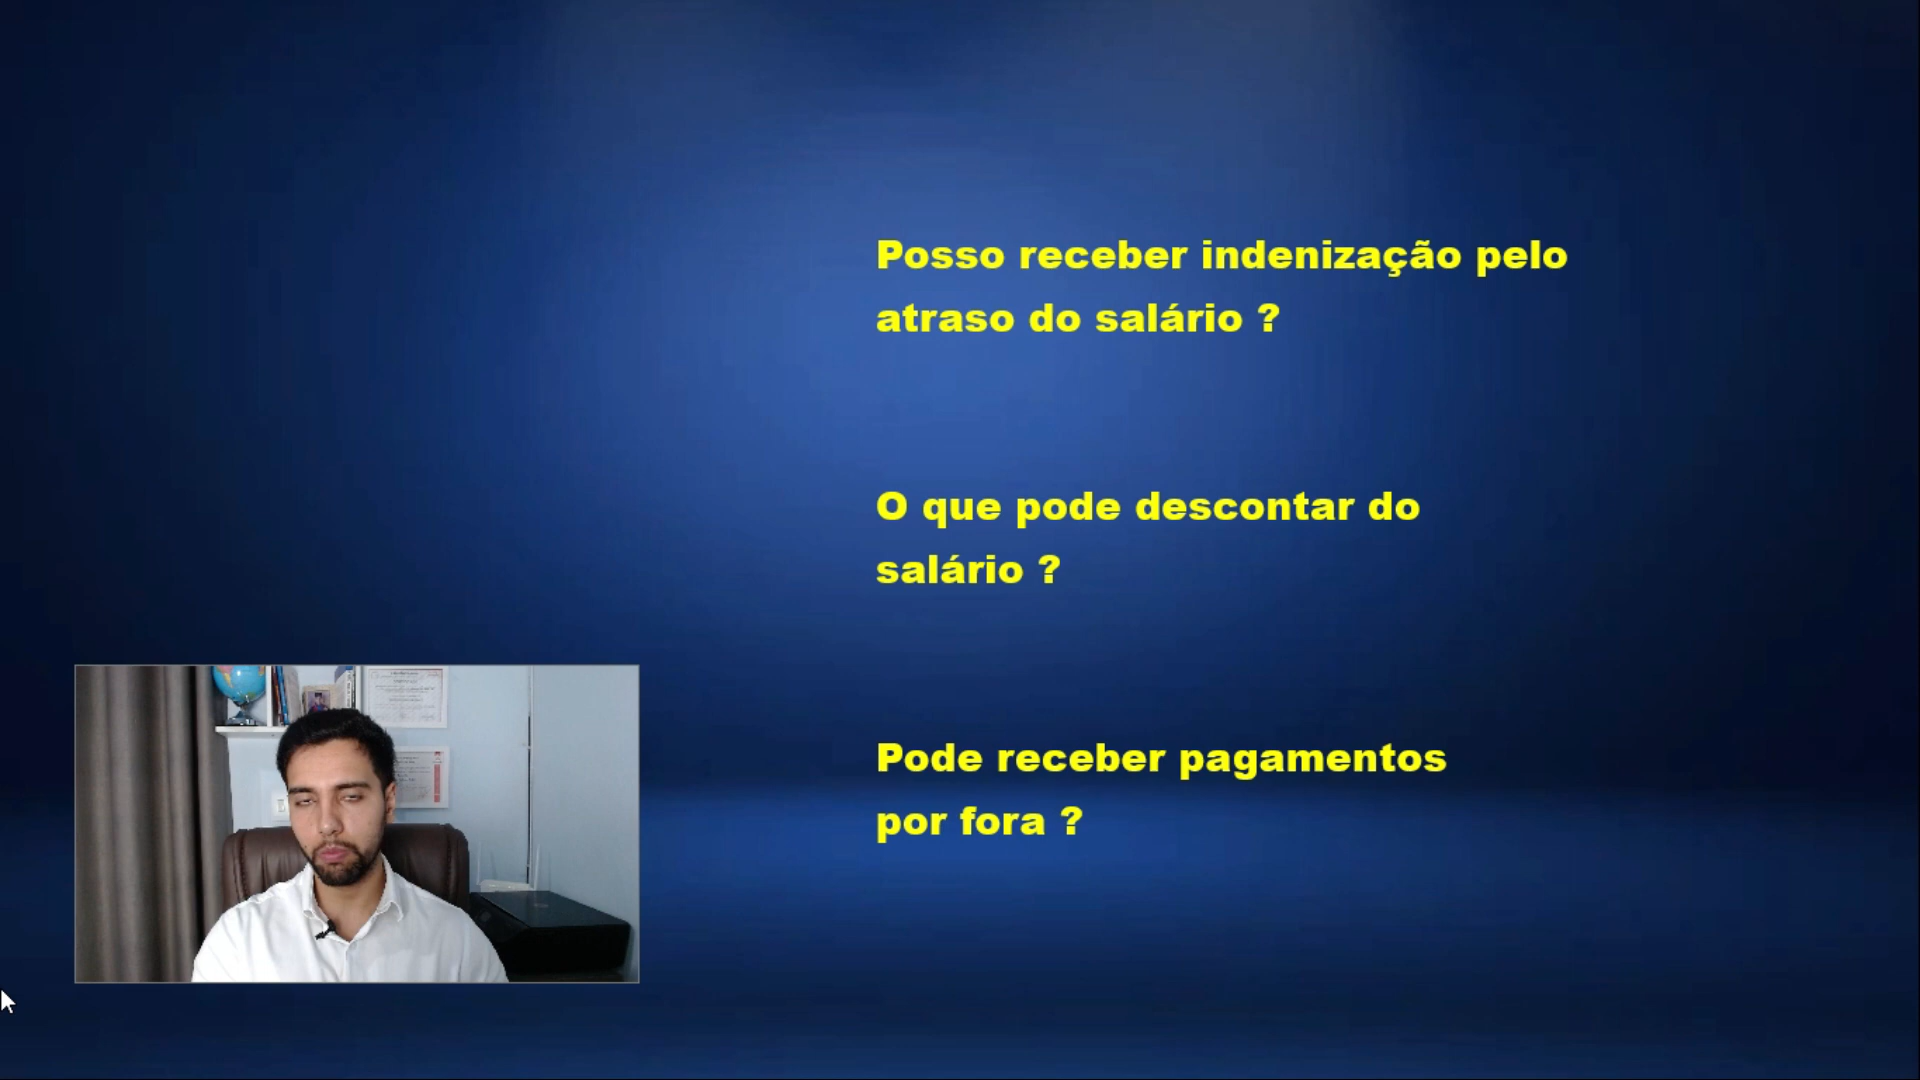 Posso receber indenização pelo
atraso do salário ?
O que pode descontar do
salário ?
Pode receber pagamentos
por fora ?